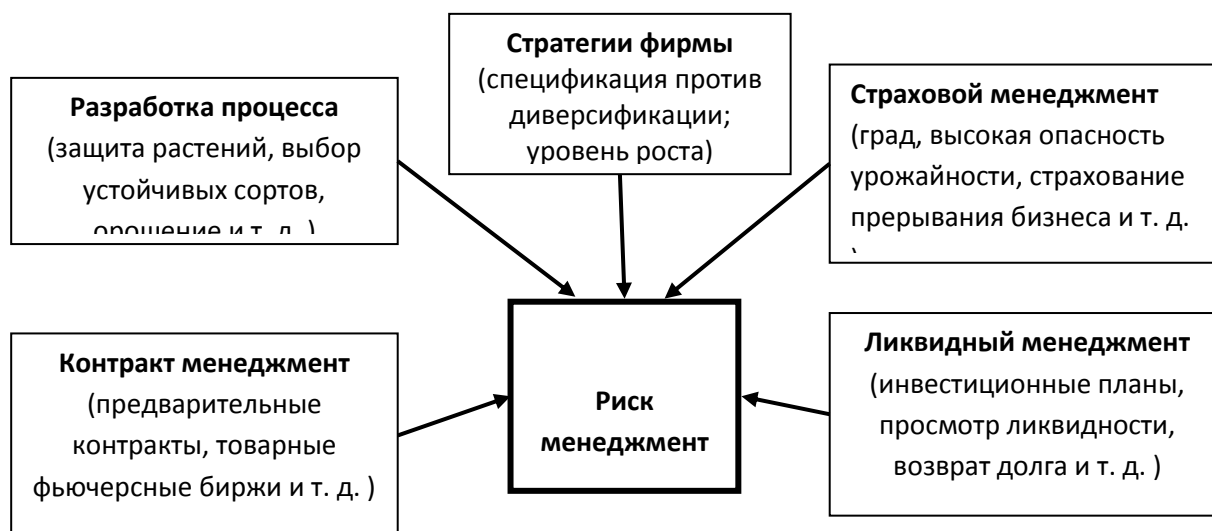 Стратегии фирмы
(спецификация против
диверсификации;
уровень роста)
Разработка процесса
(защита растений, выбор
устойчивых сортов,
орошение и т. д. )
Страховой менеджмент
(град, высокая опасность
урожайности, страхование
прерывания бизнеса и т. д.
)
Контракт менеджмент
(предварительные
контракты, товарные
фьючерсные биржи и т. д. )
Риск
менеджмент
Ликвидный менеджмент
(инвестиционные планы,
просмотр ликвидности,
возврат долга и т. д. )